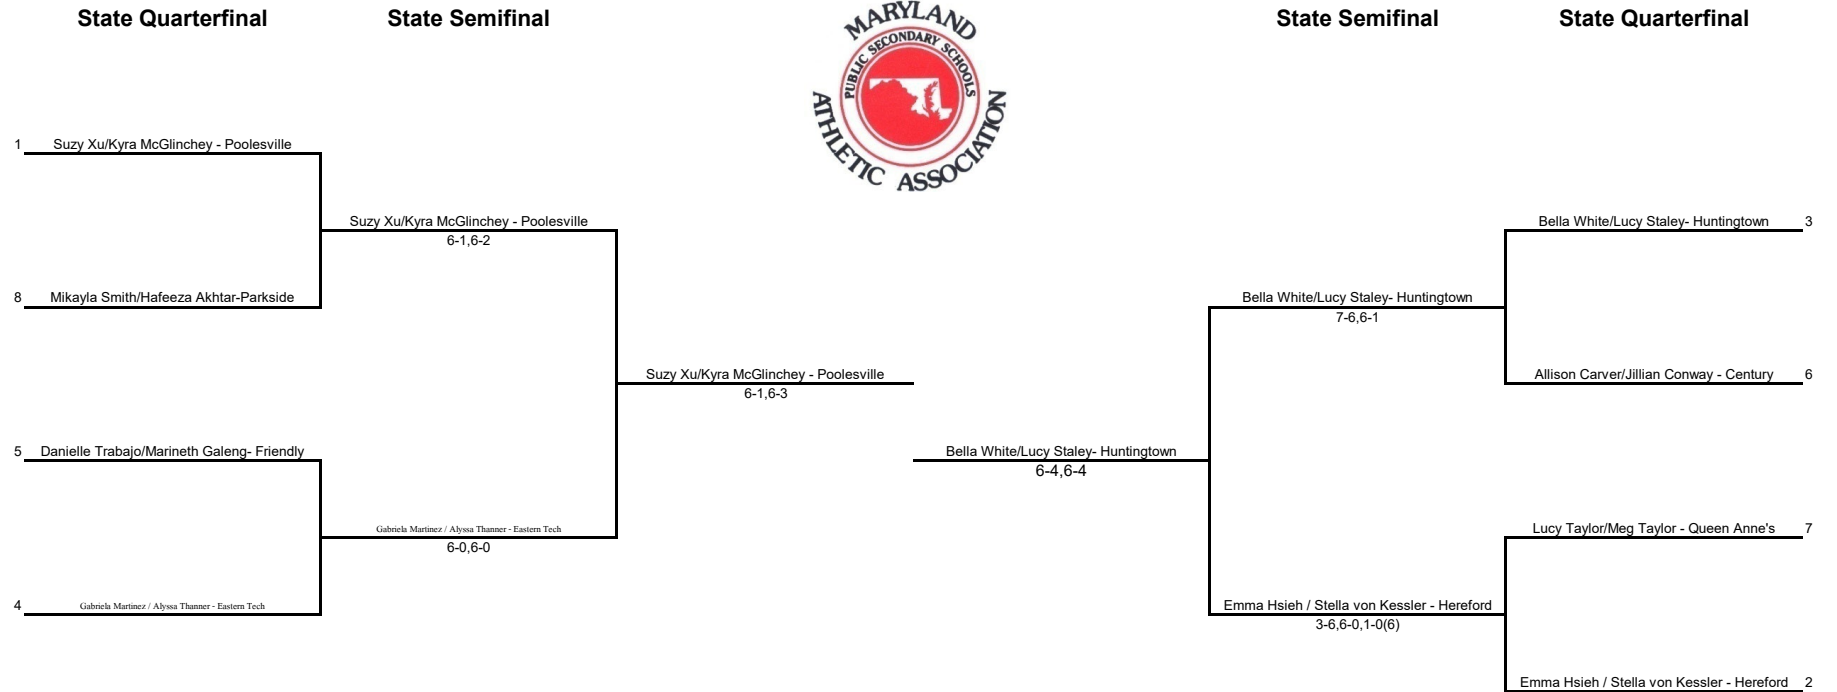 State Quarterfinal
State Semifinal
MARYLAND
PUBLIC SECONDARY SCHOOLS
ATHLETIC ASSOCIATION
State Semifinal
State Quarterfinal
1 Suzy Xu/Kyra McGlinchey - Poolesville
Suzy Xu/Kyra McGlinchey - Poolesville
6-1,6-2
8 Mikayla Smith/Hafeeza Akhtar-Parkside
Suzy Xu/Kyra McGlinchey - Poolesville
6-1,6-3
5 Danielle Trabajo/Marineth Galeng- Friendly
Gabriela Martinez / Alyssa Thanner - Eastern Tech
6-0,6-0
4 Gabriela Martinez / Alyssa Thanner - Eastern Tech
Bella White/Lucy Staley- Huntingtown
6-4,6-4
Bella White/Lucy Staley- Huntingtown 3
Bella White/Lucy Staley- Huntingtown
7-6,6-1
Allison Carver/Jillian Conway - Century 6
Lucy Taylor/Meg Taylor - Queen Anne's 7
Emma Hsieh / Stella von Kessler - Hereford
3-6,6-0,1-0(6)
Emma Hsieh / Stella von Kessler - Hereford 2